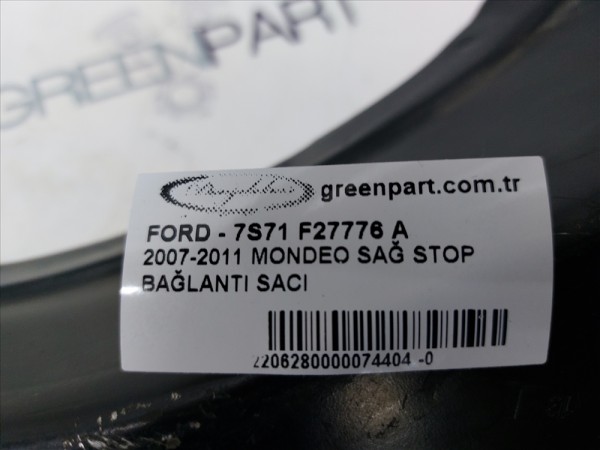 GREENPART
greenpart.com.tr
FORD - 7S71 F27776 A
2007-2011 MONDEO SAĞ STOP
BAĞLANTI SACI
2206280000074404 -0